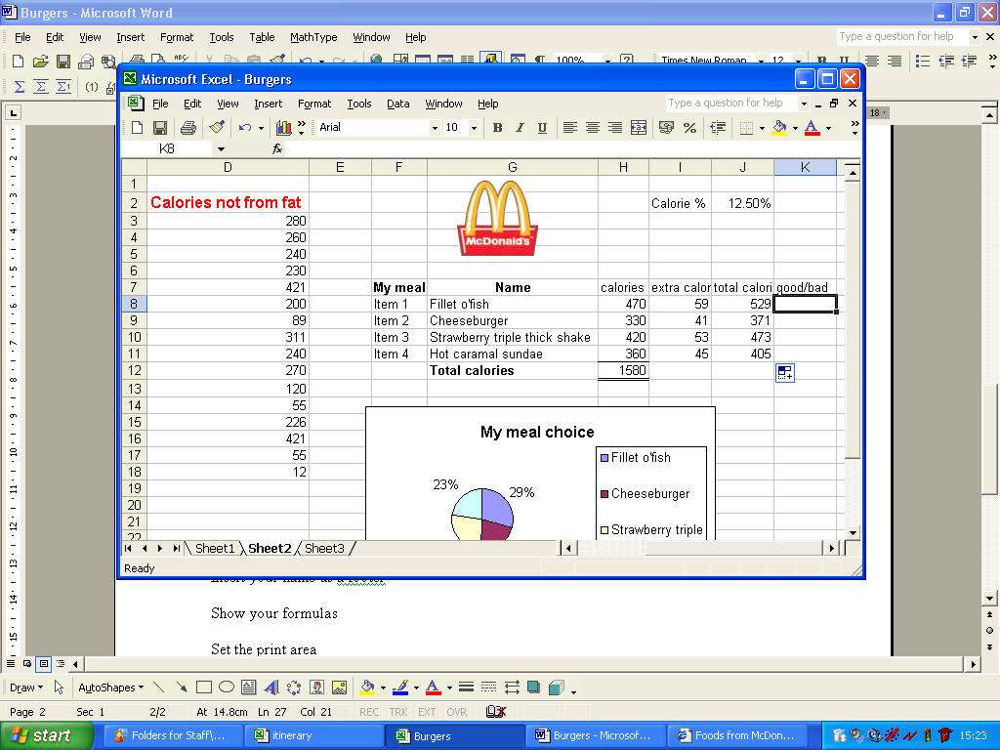 Burgers - Microsoft Word
File Edit View Insert Format Tools Table MathType Window Help
Type a question for help
100% Times New Roman 12
Microsoft Excel - Burgers
File Edit View Insert Format Tools Data Window Help
Type a question for help
Arial 10 B I U
K8 fx
D E F G H I J K
1
2 Calories not from fat Calorie % 12.50%
McDonald's
3 280
4 260
5 240
6 230
7 421 My meal Name calories extra calor total calori good/bad
8 200 Item 1 Fillet o'fish 470 59 529
9 89 Item 2 Cheeseburger 330 41 371
10 311 Item 3 Strawberry triple thick shake 420 53 473
11 240 Item 4 Hot caramal sundae 360 45 405
12 270 Total calories 1580
13 120
14 55
15 226
16 421
17 55
18 12
19
20
21
22
My meal choice
23% 29%
Fillet o'fish
Cheeseburger
Strawberry triple
Sheet1 Sheet2 Sheet3
Ready
Insert your name as a footer
Show your formulas
Set the print area
Draw AutoShapes
Page 2 Sec 1 2/2 At 14.8cm Ln 27 Col 21 REC TRK EXT OVR
start Folders for Staff\... itinerary Burgers Burgers - Microsof... Foods from McDon... 15:23